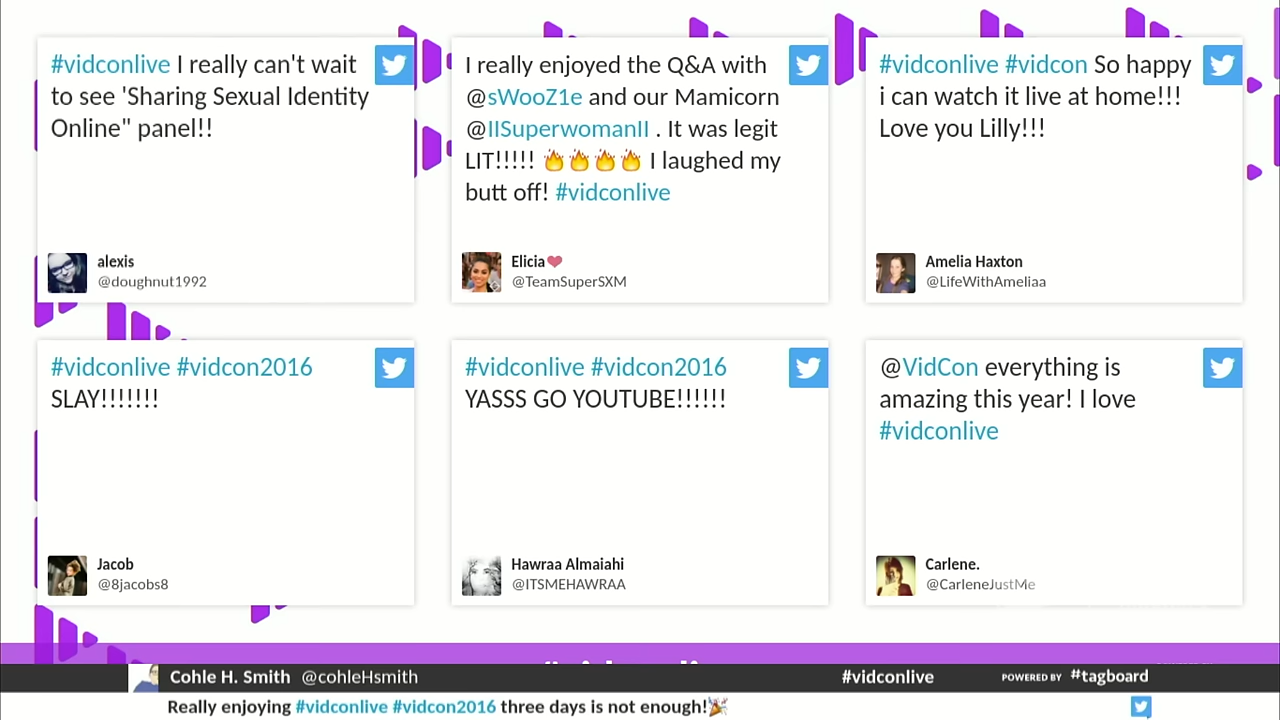 #vidconlive I really can't wait
to see 'Sharing Sexual Identity
Online" panel!!
alexis
@doughnut1992
I really enjoyed the Q&A with
@sWooZ1e and our Mamicorn
@IISuperwomanII . It was legit
LIT!!!!! 🔥🔥🔥🔥 I laughed my
butt off! #vidconlive
Elicia❤
@TeamSuperSXM
#vidconlive #vidcon So happy
i can watch it live at home!!!
Love you Lilly!!!
Amelia Haxton
@LifeWithAmeliaa
#vidconlive #vidcon2016
SLAY!!!!!!!
Jacob
@8jacobs8
#vidconlive #vidcon2016
YASSS GO YOUTUBE!!!!!!
Hawraa Almaiahi
@ITSMEHAWRAA
@VidCon everything is
amazing this year! I love
#vidconlive
Carlene.
@CarleneJustMe
Cohle H. Smith @cohleHsmith #vidconlive POWERED BY #tagboard
Really enjoying #vidconlive #vidcon2016 three days is not enough!🎉